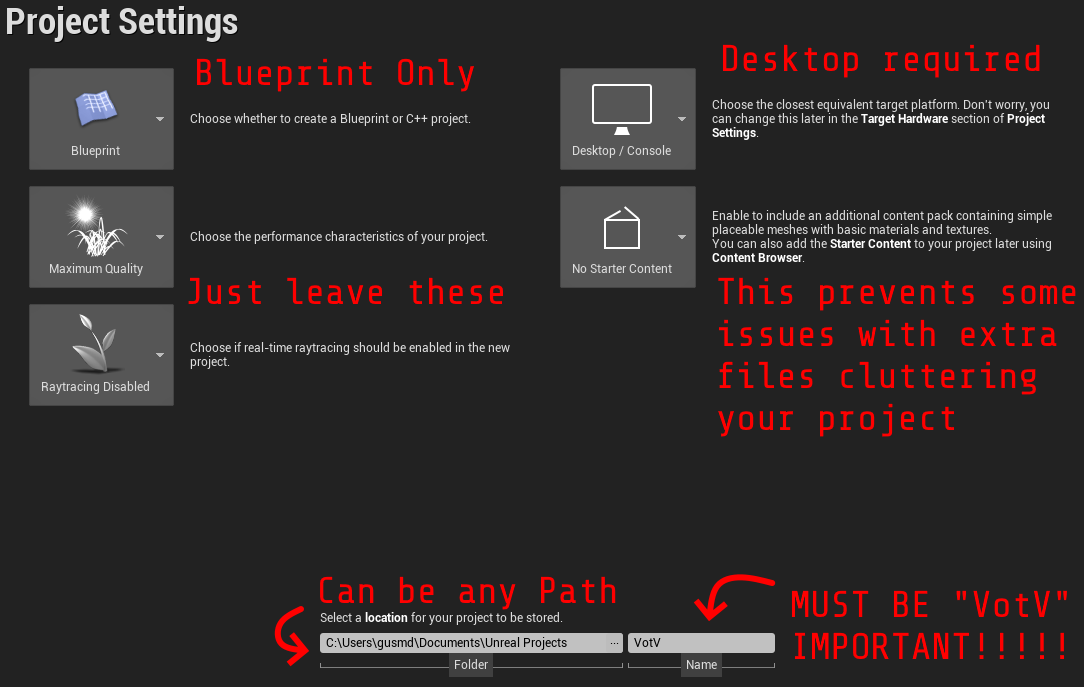 Project Settings
Blueprint Only
Blueprint
Choose whether to create a Blueprint or C++ project.
Desktop required
Desktop / Console
Choose the closest equivalent target platform. Don't worry, you
can change this later in the Target Hardware section of Project
Settings.
Maximum Quality
Choose the performance characteristics of your project.
No Starter Content
Enable to include an additional content pack containing simple
placeable meshes with basic materials and textures.
You can also add the Starter Content to your project later using
Content Browser.
Just leave these
Raytracing Disabled
Choose if real-time raytracing should be enabled in the new
project.
This prevents some
issues with extra
files cluttering
your project
Can be any Path
Select a location for your project to be stored.
C:\Users\gusmd\Documents\Unreal Projects
...
VotV
Folder
Name
MUST BE "VotV"
IMPORTANT!!!!!